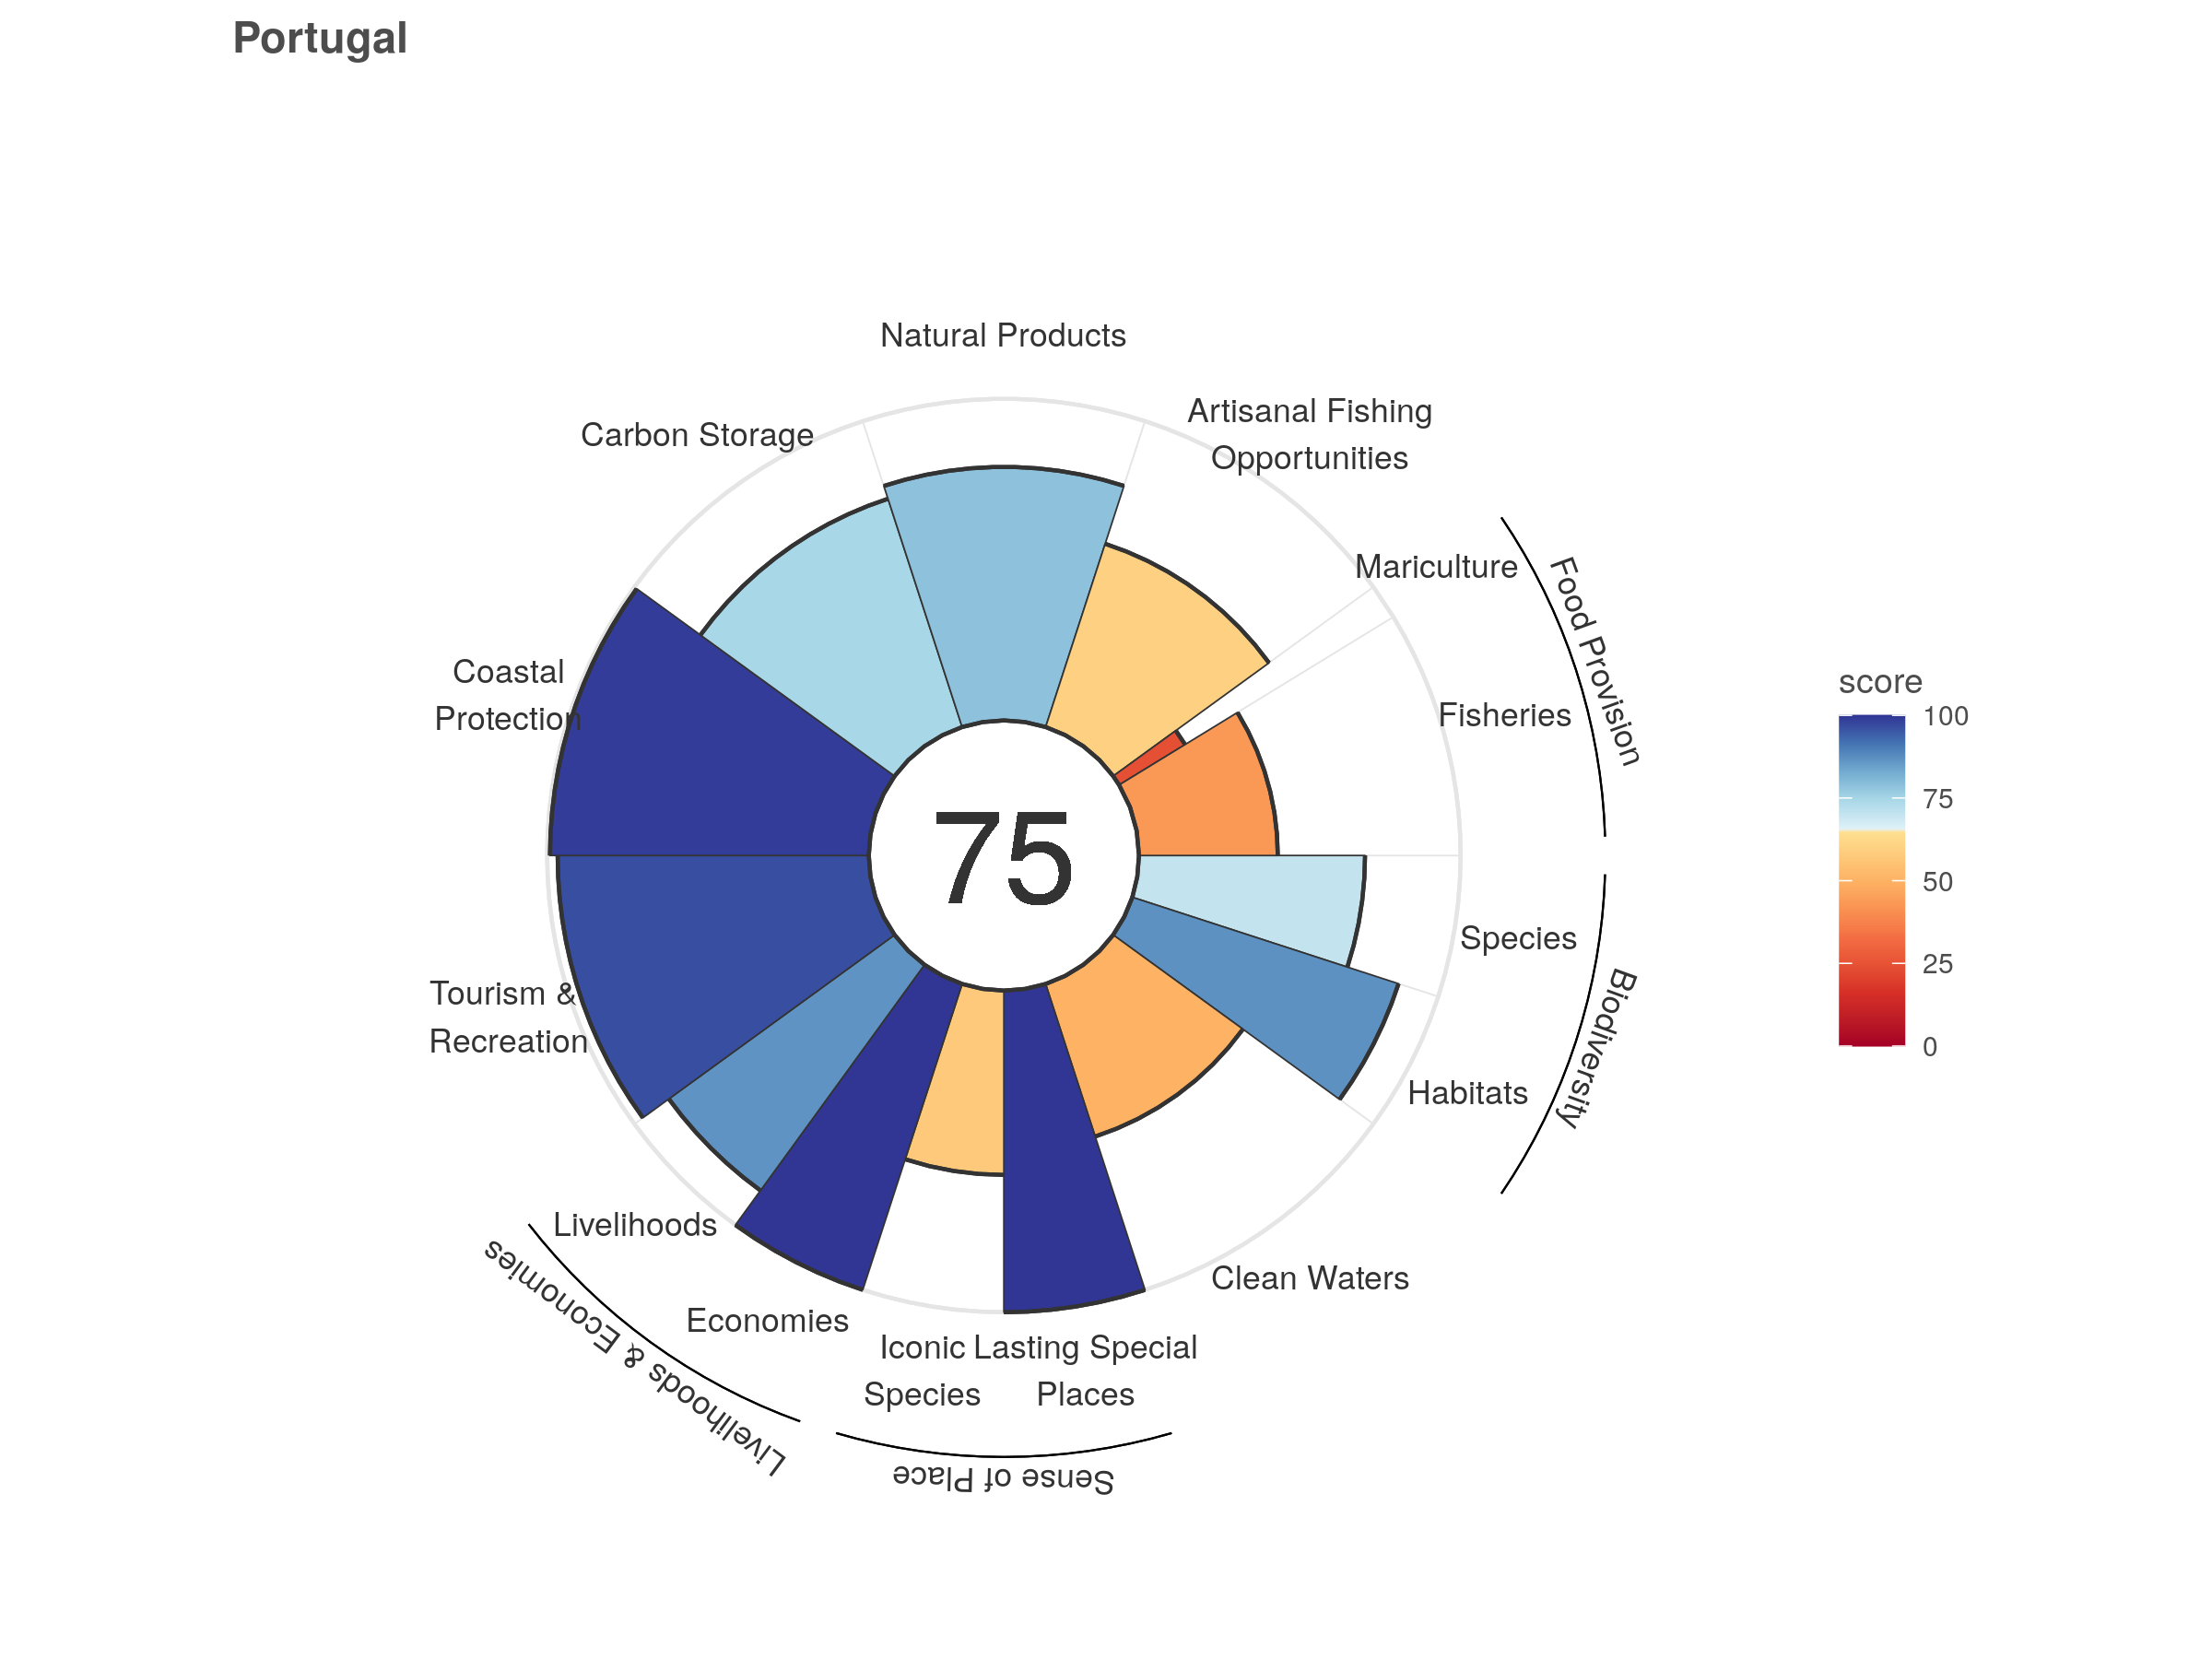 Portugal
Natural Products
Artisanal Fishing
Opportunities
Carbon Storage
Mariculture
Food Provision
Fisheries
Coastal
Protection
score
100
75
50
25
0
75
Species
Biodiversity
Tourism &
Recreation
Habitats
Livelihoods
Clean Waters
Livelihoods & Economies
Economies
Iconic
Species
Lasting Special
Places
Sense of Place